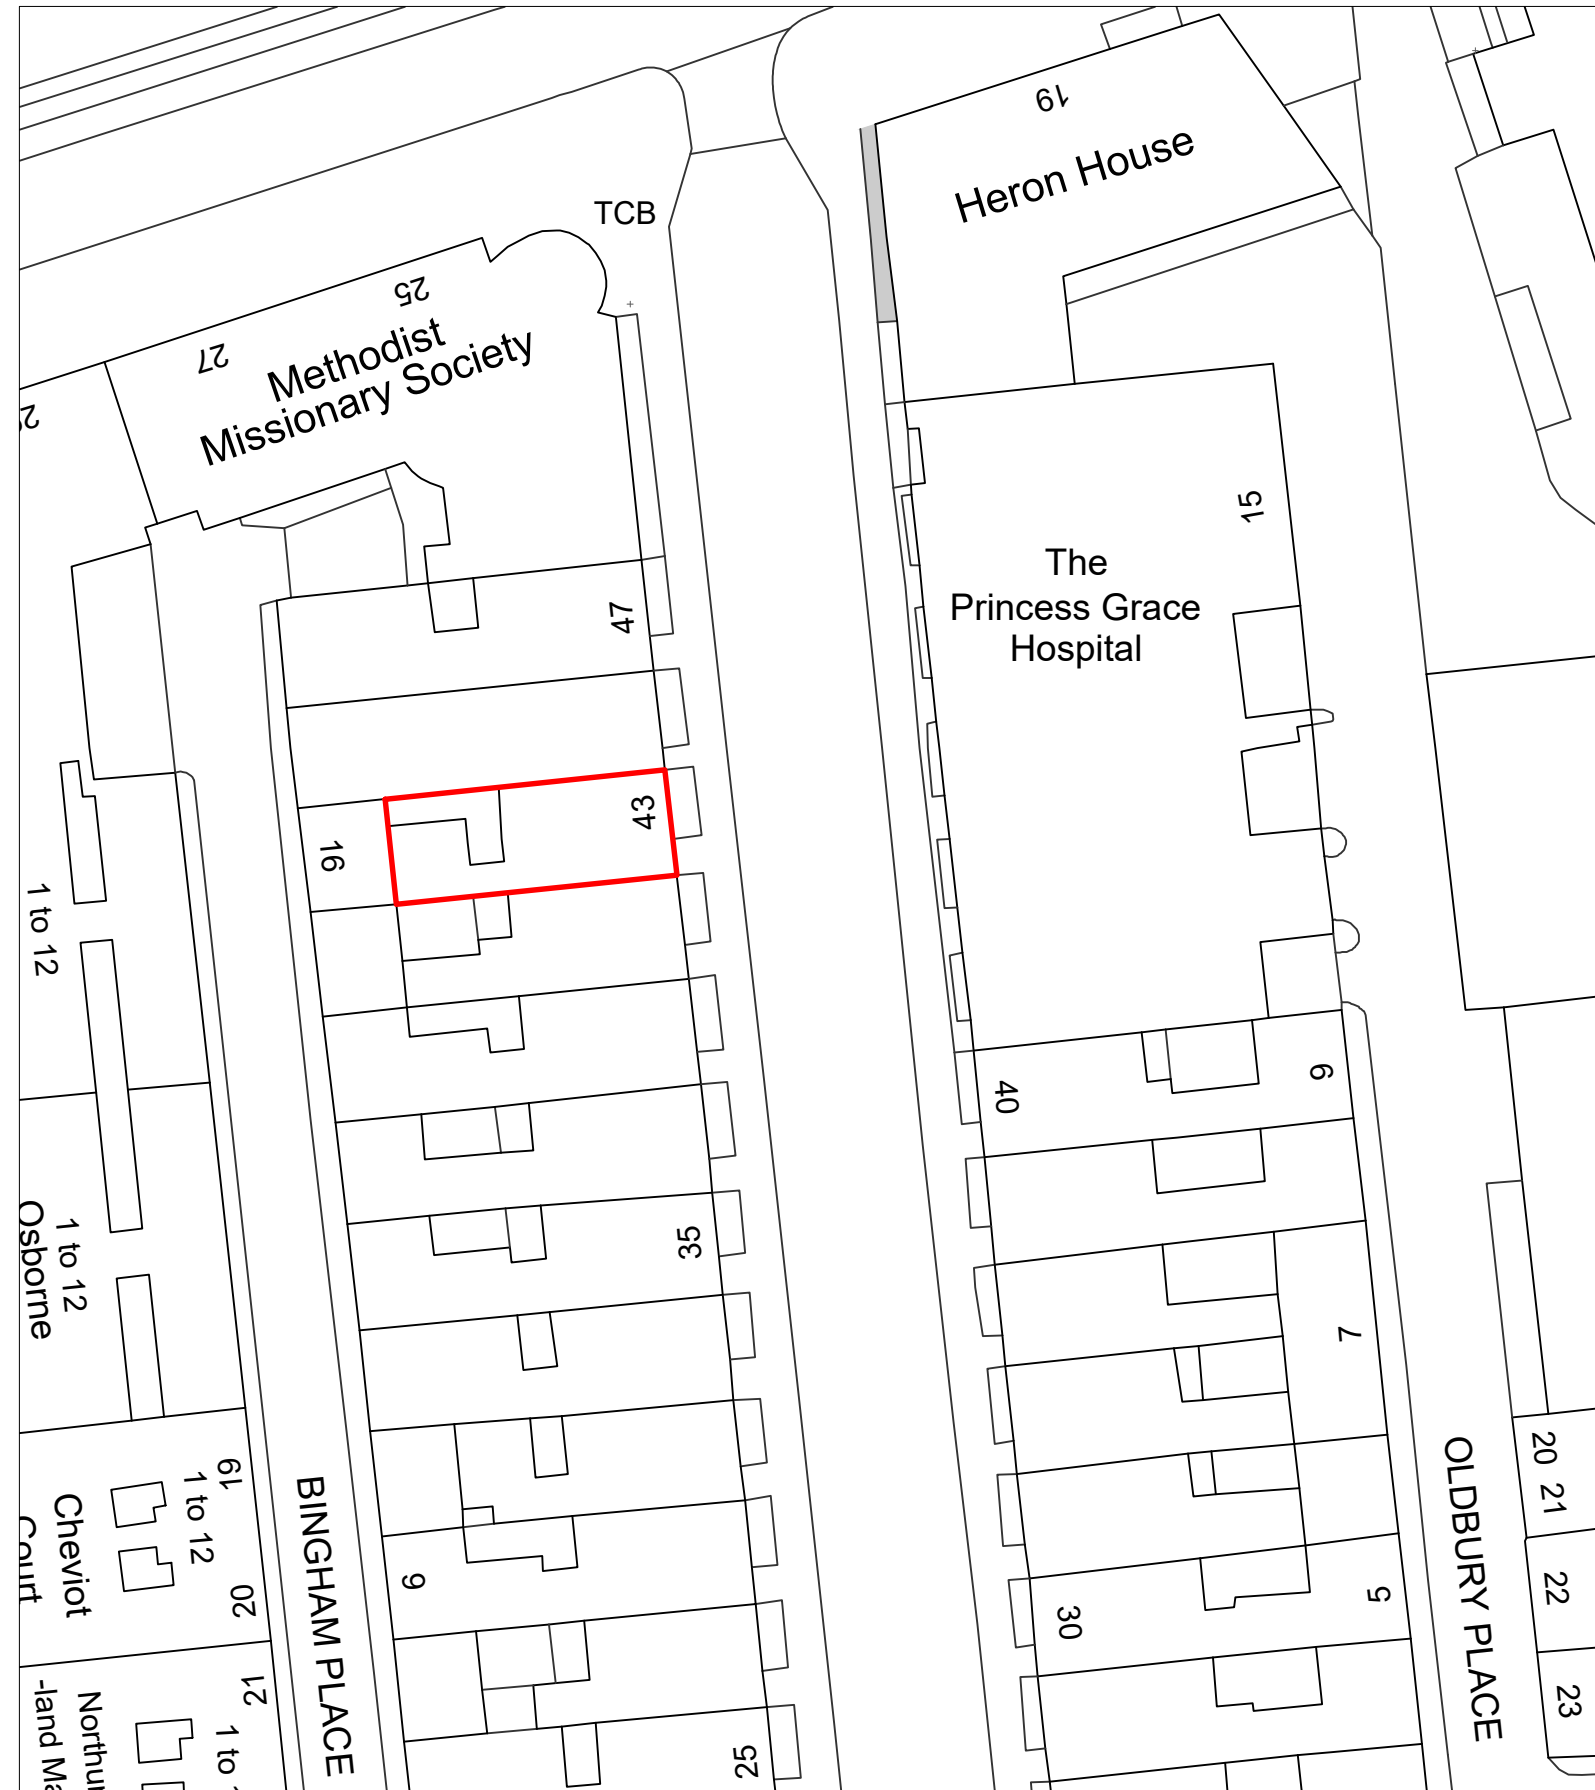 19
Heron House
TCB
25
27
Methodist
Missionary Society
15
The
Princess Grace
Hospital
47
43
16
1 to 12
40
6
35
1 to 12
Osborne
7
19
1 to 12
Cheviot
Court
20
BINGHAM PLACE
9
30
5
OLDBURY PLACE
20
21
22
23
21
25